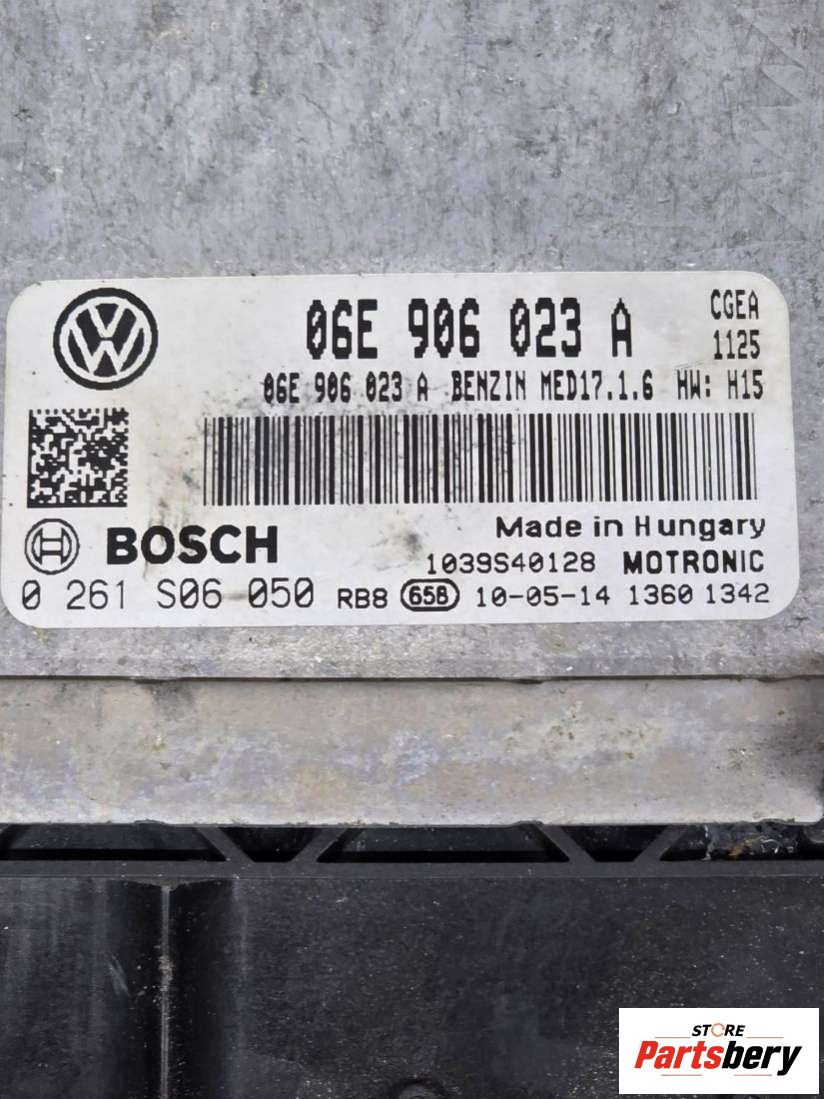 06E 906 023 A CGEA
1125
06E 906 023 A BENZIN MED17.1.6 HW: H15
BOSCH
Made in Hungary
1039S40128 MOTRONIC
0 261 S06 050 RB8 658 10-05-14 1360 1342
STORE
Partsbery